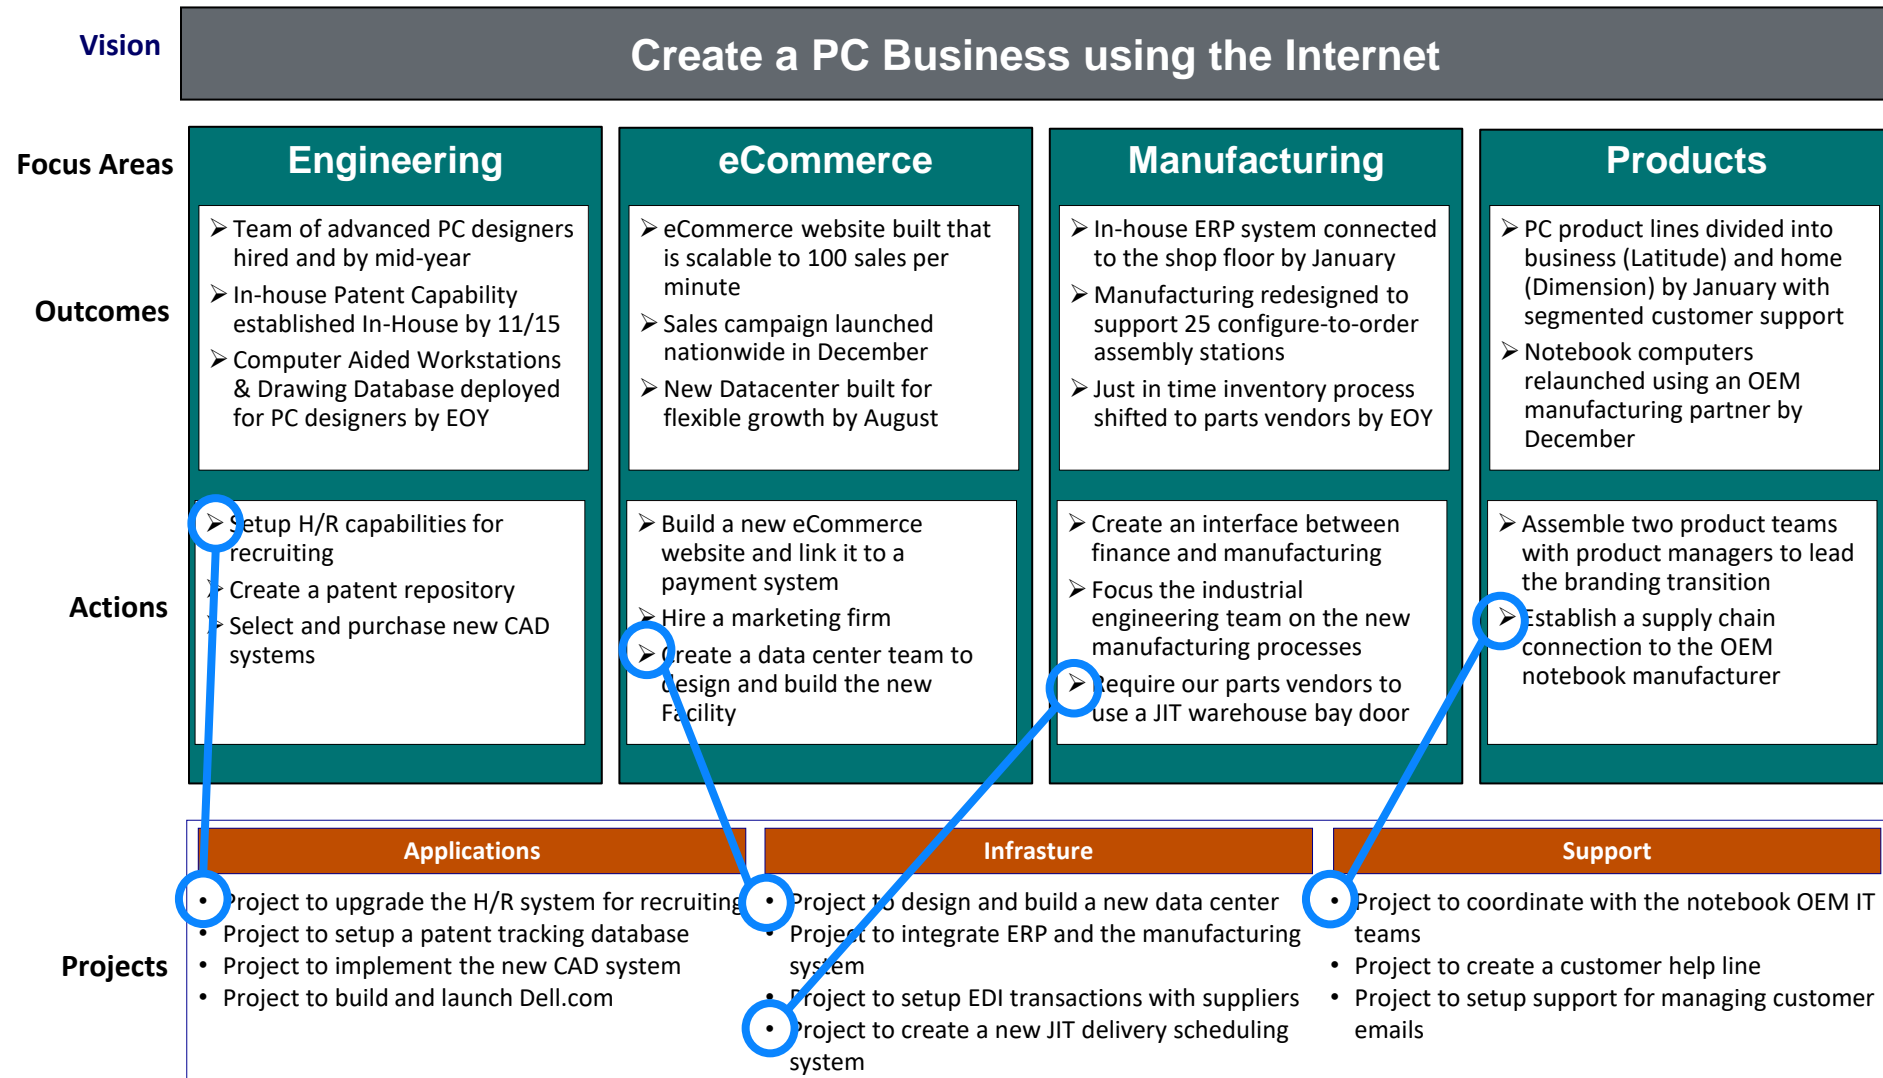 Vision
Create a PC Business using the Internet
Focus Areas
Engineering
eCommerce
Manufacturing
Products
Outcomes
➢ Team of advanced PC designers
hired and by mid-year
➢ In-house Patent Capability
established In-House by 11/15
➢ Computer Aided Workstations
& Drawing Database deployed
for PC designers by EOY
➢ eCommerce website built that
is scalable to 100 sales per
minute
➢ Sales campaign launched
nationwide in December
➢ New Datacenter built for
flexible growth by August
➢ In-house ERP system connected
to the shop floor by January
➢ Manufacturing redesigned to
support 25 configure-to-order
assembly stations
➢ Just in time inventory process
shifted to parts vendors by EOY
➢ PC product lines divided into
business (Latitude) and home
(Dimension) by January with
segmented customer support
➢ Notebook computers
relaunched using an OEM
manufacturing partner by
December
Actions
➢ Setup H/R capabilities for
recruiting
➢ Create a patent repository
➢ Select and purchase new CAD
systems
➢ Build a new eCommerce
website and link it to a
payment system
➢ Hire a marketing firm
➢ Create a data center team to
design and build the new
Facility
➢ Create an interface between
finance and manufacturing
➢ Focus the industrial
engineering team on the new
manufacturing processes
➢ Require our parts vendors to
use a JIT warehouse bay door
➢ Assemble two product teams
with product managers to lead
the branding transition
➢ Establish a supply chain
connection to the OEM
notebook manufacturer
Projects
Applications
• Project to upgrade the H/R system for recruiting
• Project to setup a patent tracking database
• Project to implement the new CAD system
• Project to build and launch Dell.com
Infrasture
• Project to design and build a new data center
• Project to integrate ERP and the manufacturing
system
• Project to setup EDI transactions with suppliers
• Project to create a new JIT delivery scheduling
system
Support
• Project to coordinate with the notebook OEM IT
teams
• Project to create a customer help line
• Project to setup support for managing customer
emails